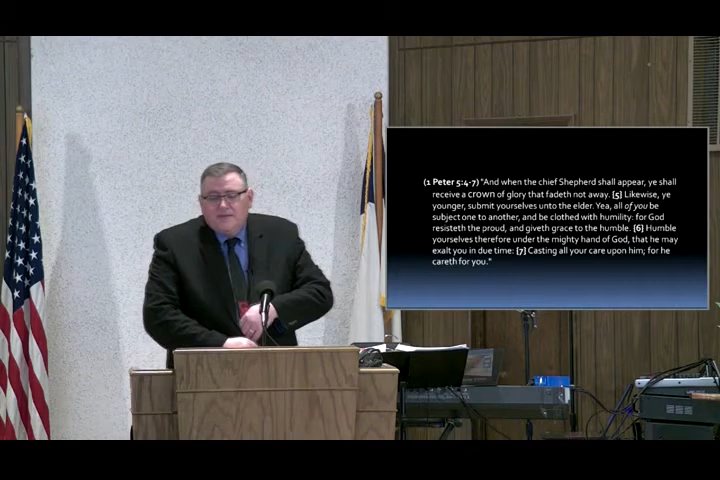 (1 Peter 5:4-7) "And when the chief Shepherd shall appear, ye shall
receive a crown of glory that fadeth not away. [5] Likewise, ye
younger, submit yourselves unto the elder. Yea, all of you be
subject one to another, and be clothed with humility: for God
resisteth the proud, and giveth grace to the humble. [6] Humble
yourselves therefore under the mighty hand of God, that he may
exalt you in due time: [7] Casting all your care upon him; for he
careth for you."